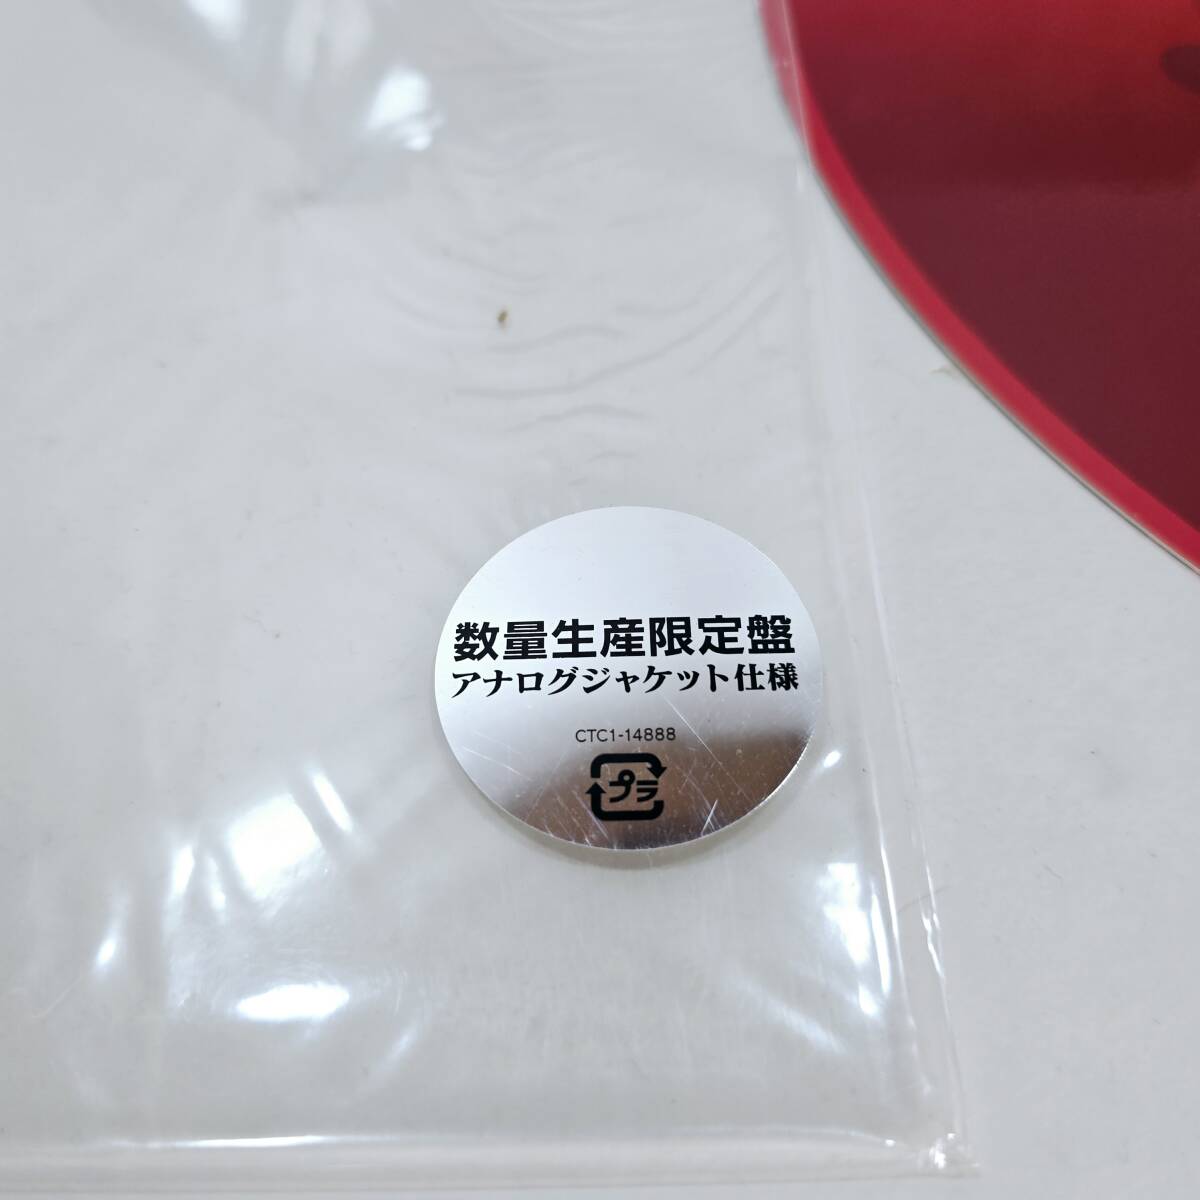 数量生産限定盤
アナログジャケット仕様
CTC1-14888
プラ